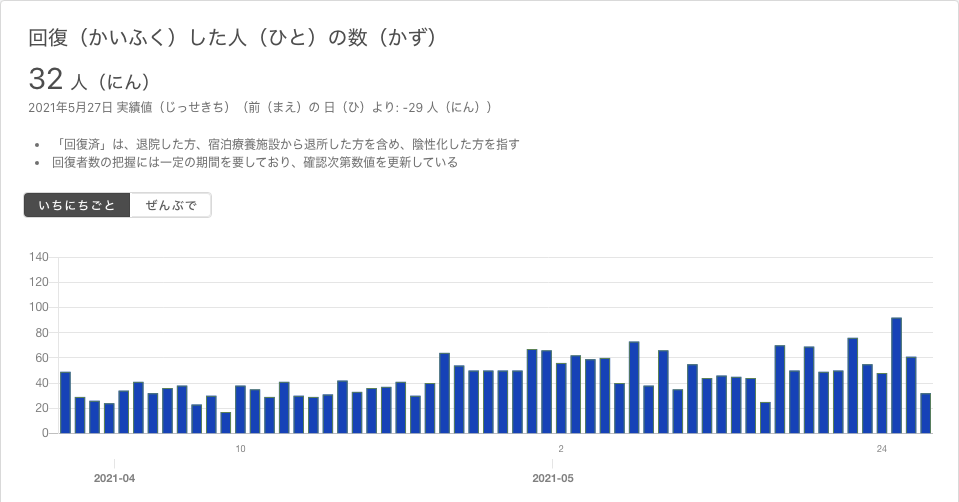 回復（かいふく）した人（ひと）の数（かず）
32 人（にん）
2021年5月27日 実績値（じっせきち）（前（まえ）の 日（ひ）より: -29 人（にん））
• 「回復済」は、退院した方、宿泊療養施設から退所した方を含め、陰性化した方を指す
• 回復者数の把握には一定の期間を要しており、確認次第数値を更新している
いちにちごと ぜんぶで
140
120
100
80
60
40
20
0
10 2 24
2021-04 2021-05